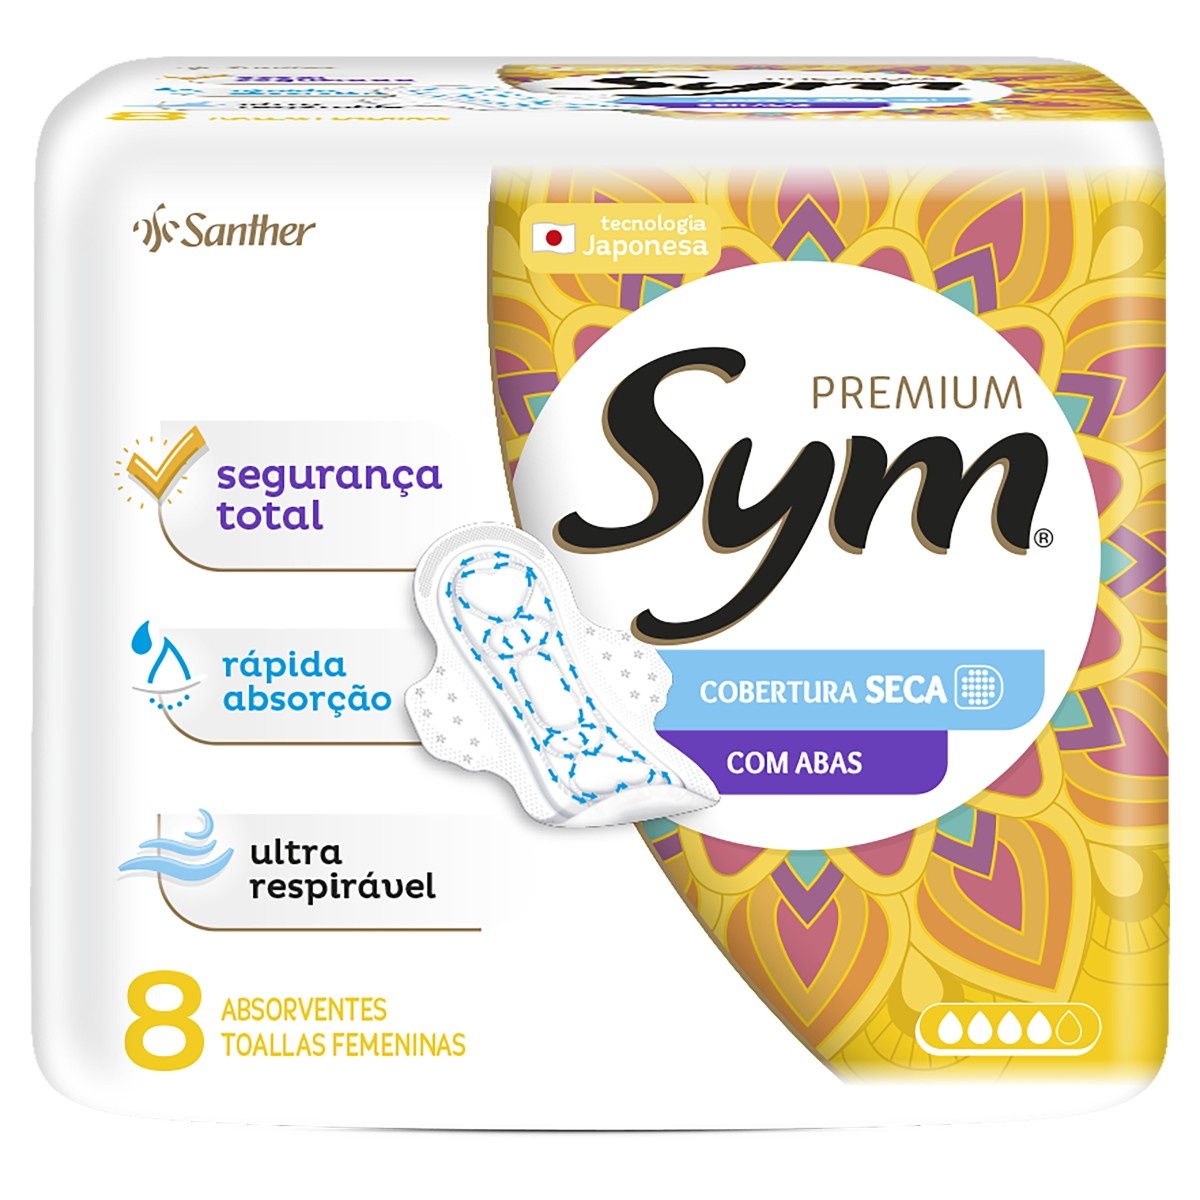 Santher
tecnologia
Japonesa
PREMIUM
Sym®
segurança
total
rápida
absorção
COBERTURA SECA
COM ABAS
ultra
respirável
8 ABSORVENTES
TOALLAS FEMENINAS